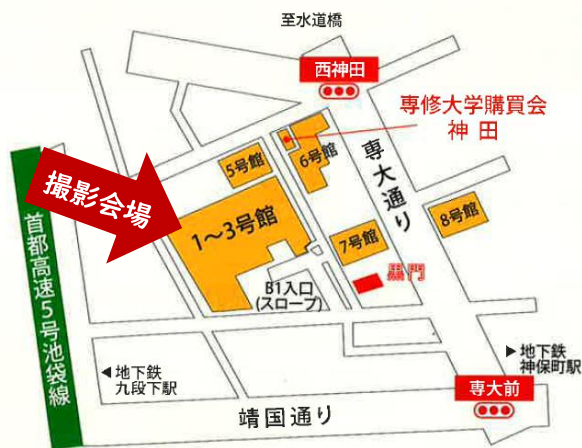 至水道橋
西神田
専修大学購買会
神 田
5号館
6号館
専大通り
撮影会場
1～3号館
7号館
8号館
黒門
B1入口
(スロープ)
首都高速5号池袋線
◀地下鉄
九段下駅
▶地下鉄
神保町駅
専大前
靖国通り